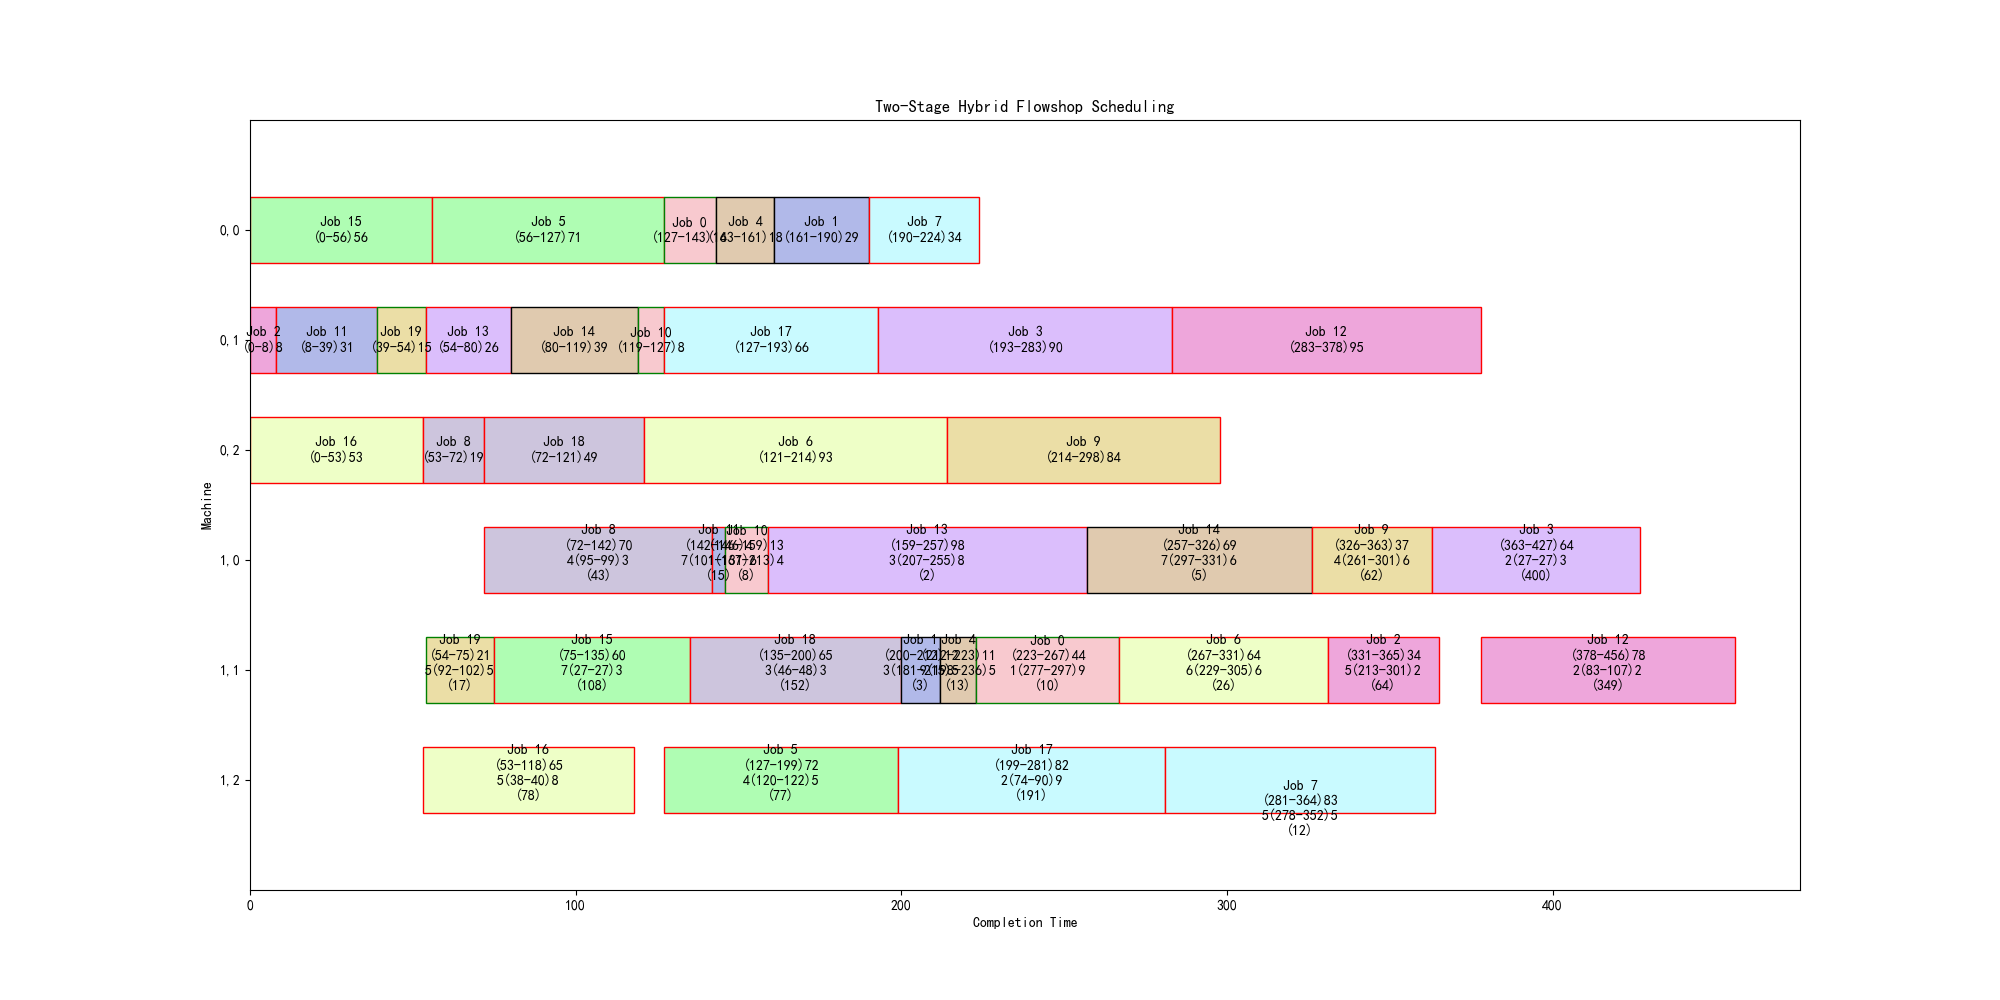 Two-Stage Hybrid Flowshop Scheduling
0,0
Job 15
(0-56)56
Job 5
(56-127)71
Job 0
(127-143)16
Job 4
(143-161)18
Job 1
(161-190)29
Job 7
(190-224)34
0,1
Job 2
(0-8)8
Job 11
(8-39)31
Job 19
(39-54)15
Job 13
(54-80)26
Job 14
(80-119)39
Job 10
(119-127)8
Job 17
(127-193)66
Job 3
(193-283)90
Job 12
(283-378)95
0,2
Job 16
(0-53)53
Job 8
(53-72)19
Job 18
(72-121)49
Job 6
(121-214)93
Job 9
(214-298)84
Machine
1,0
Job 8
(72-142)70
4(95-99)3
(43)
Job 11
(142-146)4
(15)
Job 10
(146-159)13
(8)
Job 13
(159-257)98
3(207-255)8
(2)
Job 14
(257-326)69
7(297-331)6
(5)
Job 9
(326-363)37
4(261-301)6
(62)
Job 3
(363-427)64
2(27-27)3
(400)
1,1
Job 19
(54-75)21
5(92-102)5
(17)
Job 15
(75-135)60
7(27-27)3
(108)
Job 18
(135-200)65
3(46-48)3
(152)
Job 1
(200-212)12
(3)
Job 4
(212-223)11
(13)
Job 0
(223-267)44
1(277-297)9
(10)
Job 6
(267-331)64
6(229-305)6
(26)
Job 2
(331-365)34
5(213-301)2
(64)
Job 12
(378-456)78
2(83-107)2
(349)
1,2
Job 16
(53-118)65
5(38-40)8
(78)
Job 5
(127-199)72
4(120-122)5
(77)
Job 17
(199-281)82
2(74-90)9
(191)
Job 7
(281-364)83
5(278-352)5
(12)
0
100
200
300
400
Completion Time